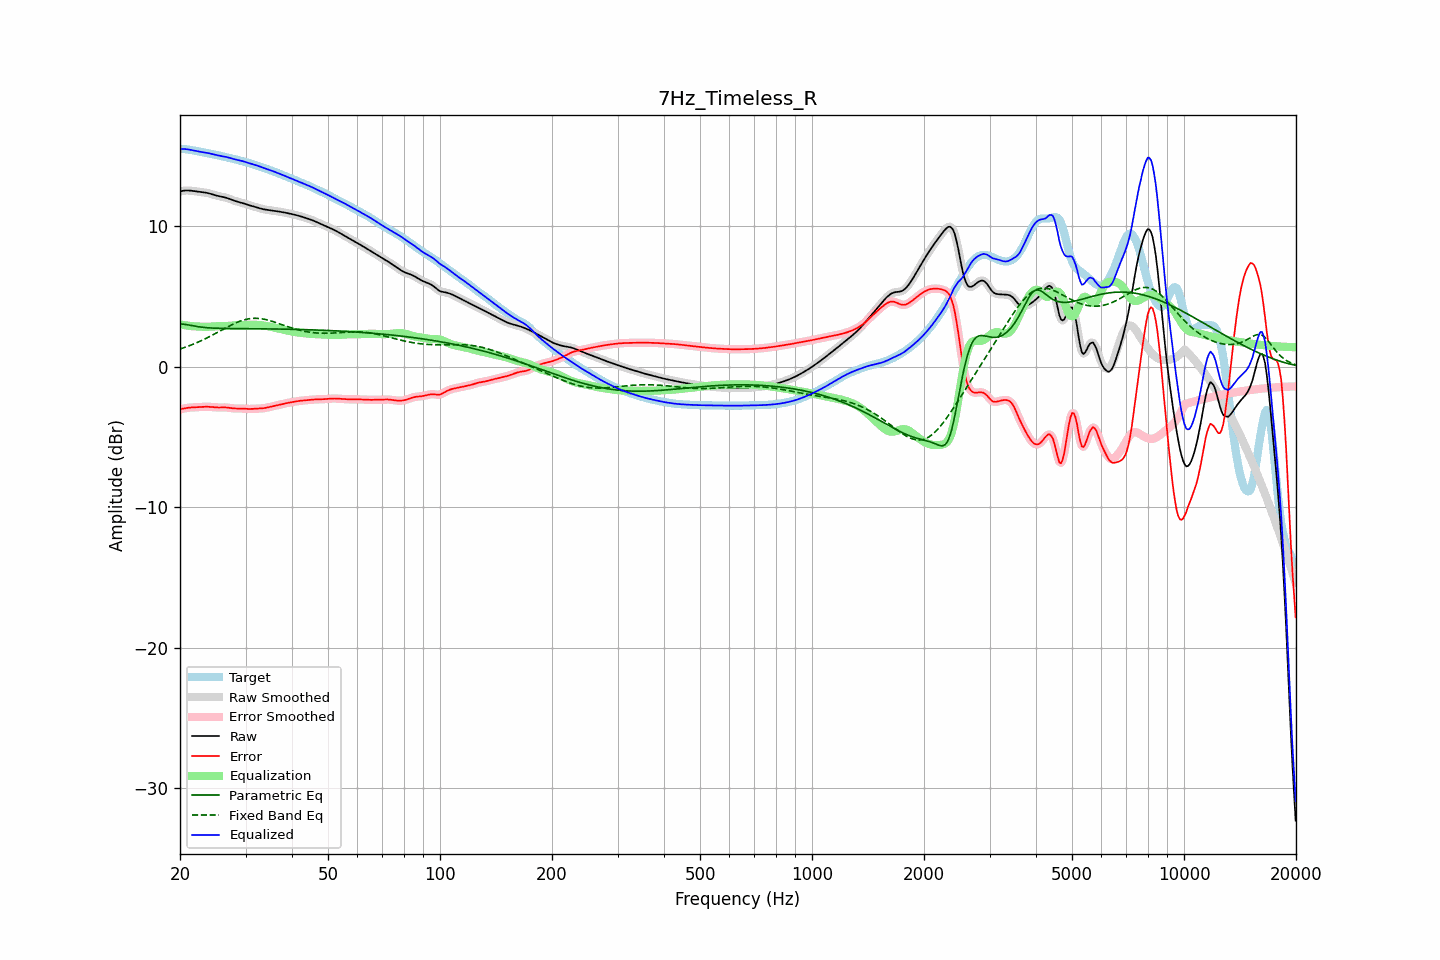 7Hz_Timeless_R
Amplitude (dBr)
10
0
−10
−20
−30
Target
Raw Smoothed
Error Smoothed
Raw
Error
Equalization
Parametric Eq
Fixed Band Eq
Equalized
20 50 100 200 500 1000 2000 5000 10000 20000
Frequency (Hz)